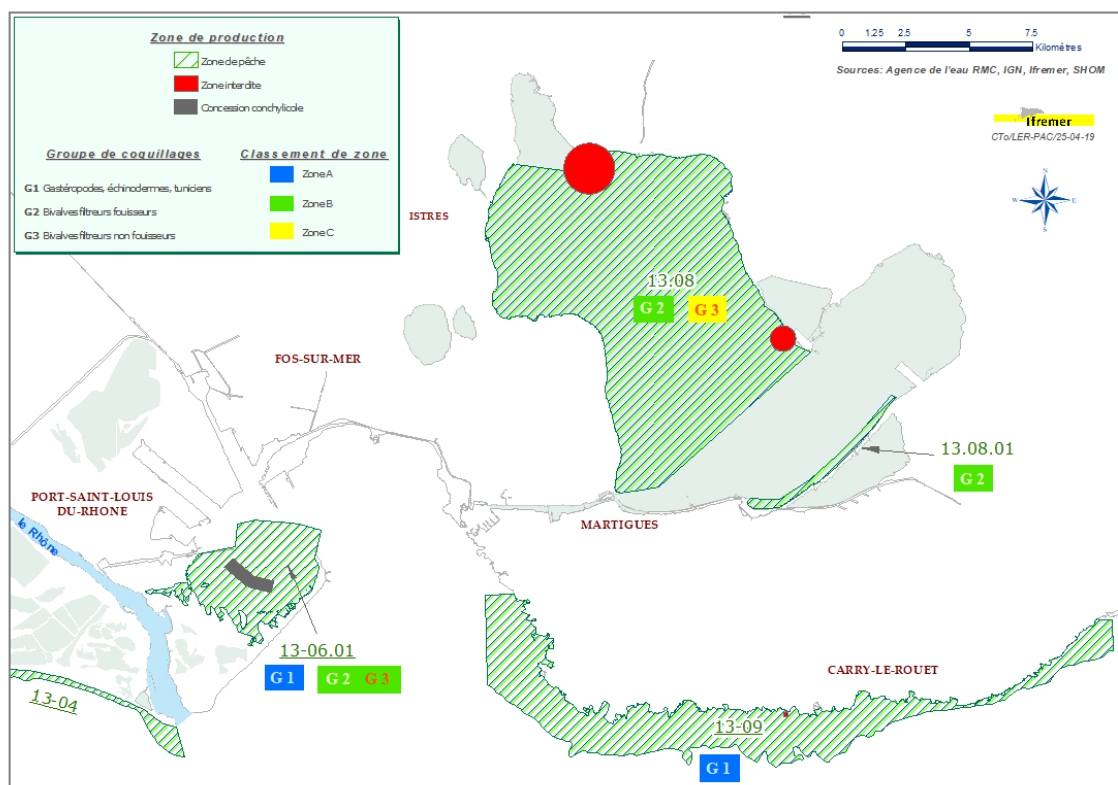 Zone de production
Zone de pêche
Zone interdite
Concession conchylicole
Groupe de coquillages
G1 Gastéropodes, échinodermes, tuniciens
G2 Bivalves filtreurs fouisseurs
G3 Bivalves filtreurs non fouisseurs
Classement de zone
Zone A
Zone B
Zone C
0 1.25 2.5 5 7.5
Kilomètres
Sources: Agence de l'eau RMC, IGN, Ifremer, SHOM
Ifremer
CTo/LER-PAC/25-04-19
N
W E
S
ISTRES
13.08
G 2 G 3
FOS-SUR-MER
13.08.01
G 2
PORT-SAINT-LOUIS
DU-RHONE
MARTIGUES
le Rhône
13-06.01
G 1 G 2 G 3
13-04
CARRY-LE-ROUET
13-09
G 1